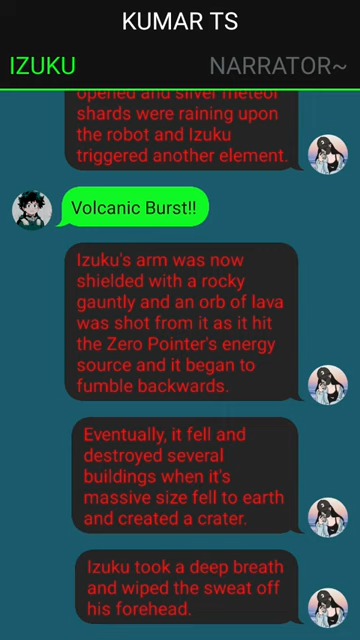 KUMAR TS
IZUKU
NARRATOR~
opened and silver meteor
shards were raining upon
the robot and Izuku
triggered another element.
Volcanic Burst!!
Izuku's arm was now
shielded with a rocky
gauntly and an orb of lava
was shot from it as it hit
the Zero Pointer's energy
source and it began to
fumble backwards.
Eventually, it fell and
destroyed several
buildings when it's
massive size fell to earth
and created a crater.
Izuku took a deep breath
and wiped the sweat off
his forehead.